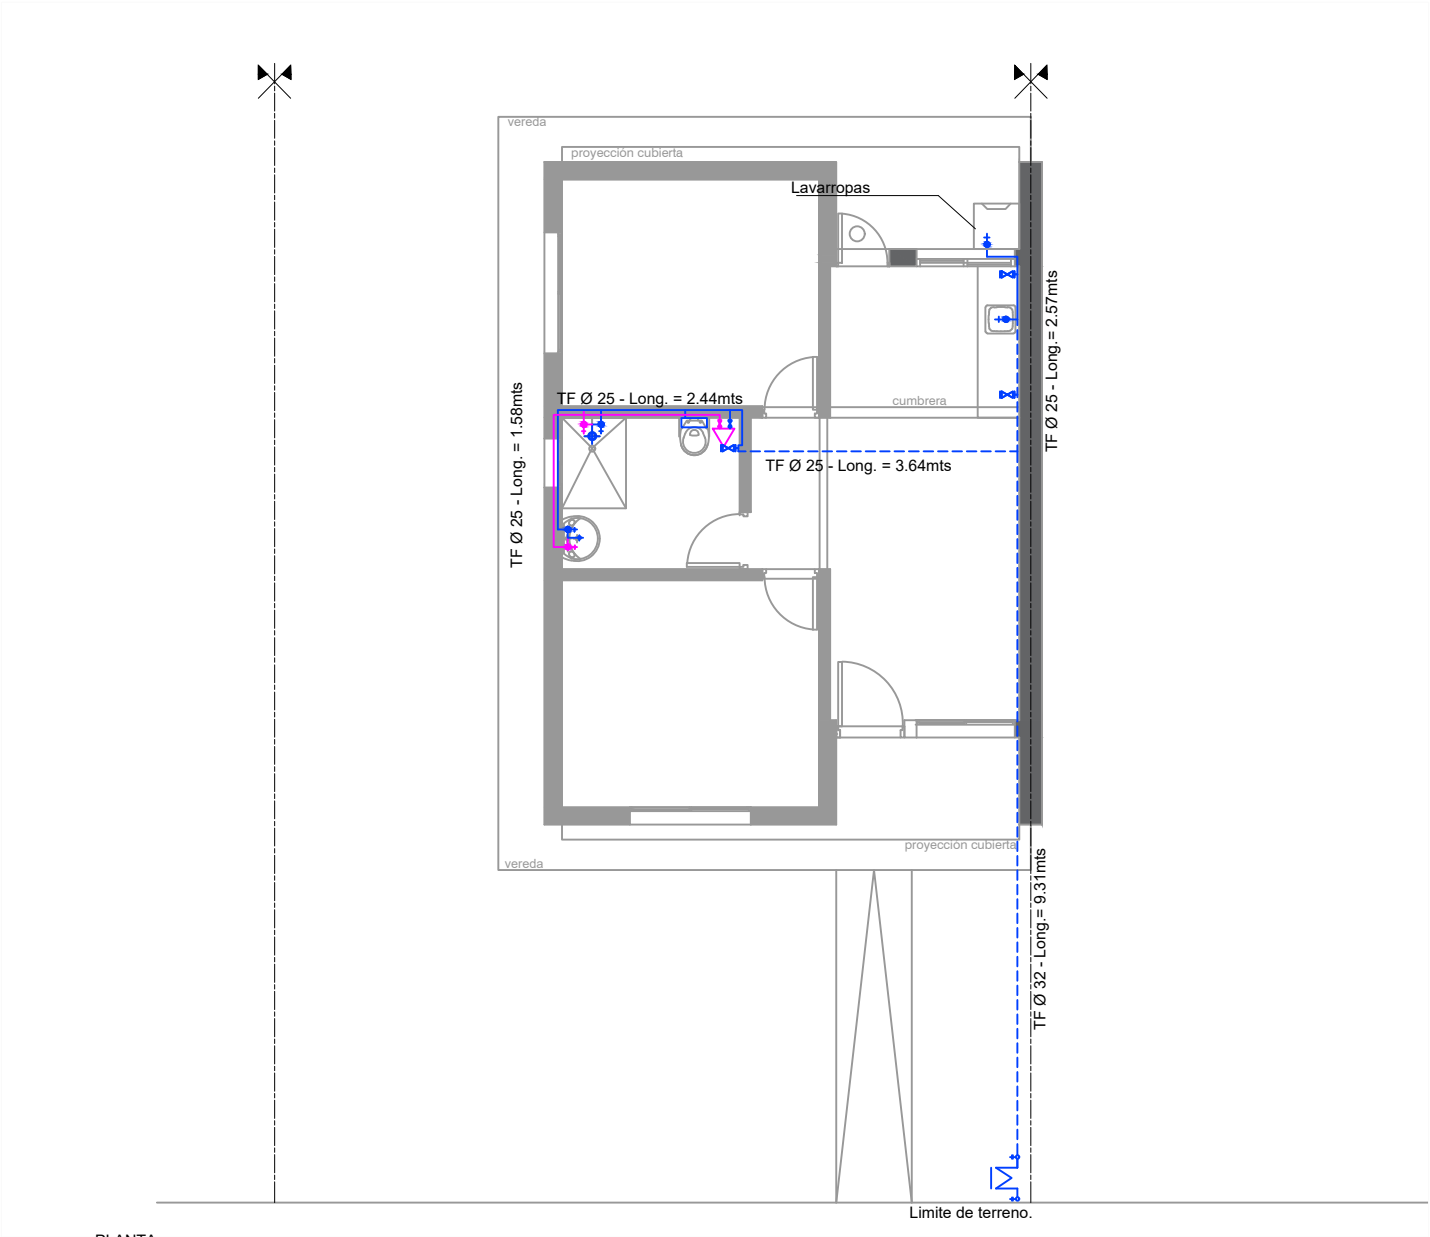 vereda
proyección cubierta
Lavarropas
TF Ø 25 - Long.= 2.57mts
TF Ø 25 - Long. = 2.44mts
cumbrera
TF Ø 25 - Long. = 1.58mts
TF Ø 25 - Long. = 3.64mts
proyección cubierta
vereda
TF Ø 32 - Long.= 9.31mts
Limite de terreno.
PLANTA